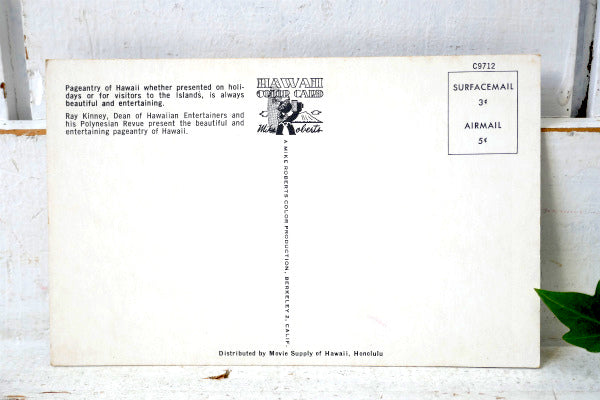 Pageantry of Hawaii whether presented on holi-
days or for visitors to the Islands, is always
beautiful and entertaining.
Ray Kinney, Dean of Hawaiian Entertainers and
his Polynesian Revue present the beautiful and
entertaining pageantry of Hawaii.
HAWAII
COLOR CARD
Mike Roberts
A MIKE ROBERTS COLOR PRODUCTION, BERKELEY 2, CALIF.
C9712
SURFACEMAIL
3¢
AIRMAIL
5¢
Distributed by Movie Supply of Hawaii, Honolulu